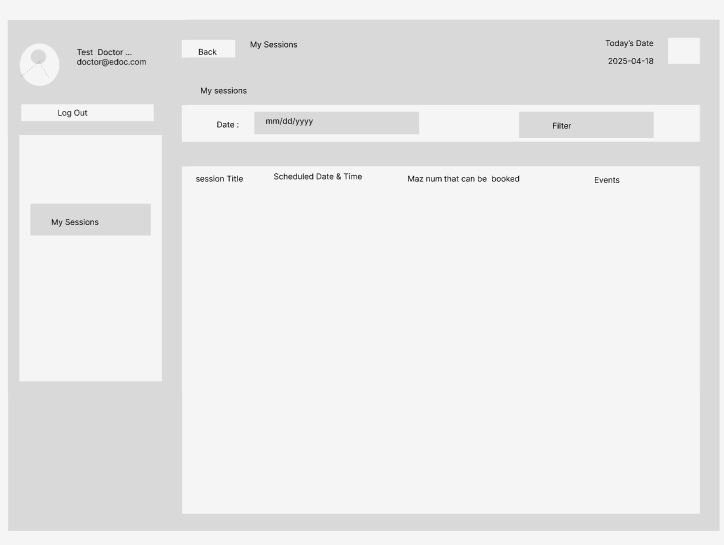 Test Doctor ...
doctor@edoc.com
Log Out
My Sessions
Back
My Sessions
Today's Date
2025-04-18
My sessions
Date :
mm/dd/yyyy
Filter
session Title
Scheduled Date & Time
Maz num that can be booked
Events